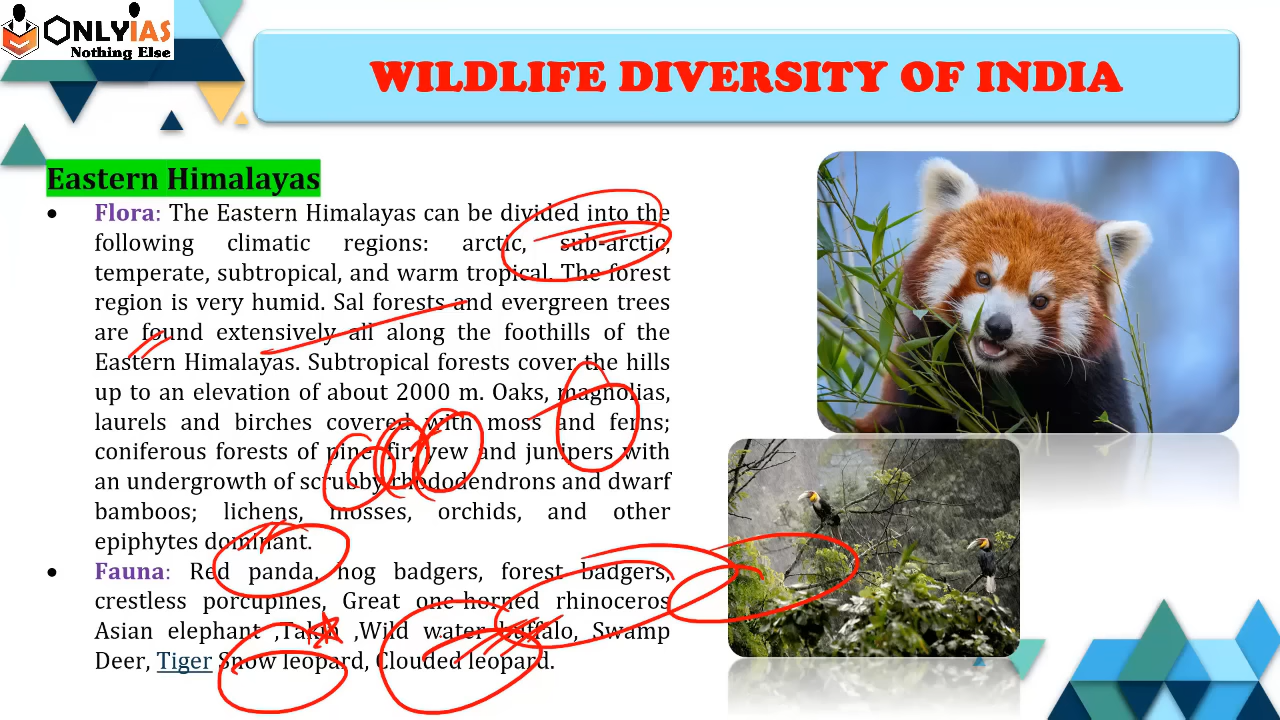 ONLYIAS
Nothing Else
WILDLIFE DIVERSITY OF INDIA
Eastern Himalayas
• Flora: The Eastern Himalayas can be divided into the
following climatic regions: arctic, sub-arctic,
temperate, subtropical, and warm tropical. The forest
region is very humid. Sal forests and evergreen trees
are found extensively all along the foothills of the
Eastern Himalayas. Subtropical forests cover the hills
up to an elevation of about 2000 m. Oaks, magnolias,
laurels and birches covered with moss and ferns;
coniferous forests of pine, fir, yew and junipers with
an undergrowth of scrubby rhododendrons and dwarf
bamboos; lichens, mosses, orchids, and other
epiphytes dominant.
• Fauna: Red panda, hog badgers, forest badgers,
crestless porcupines, Great one-horned rhinoceros
Asian elephant ,Takin ,Wild water buffalo, Swamp
Deer, Tiger Snow leopard, Clouded leopard.